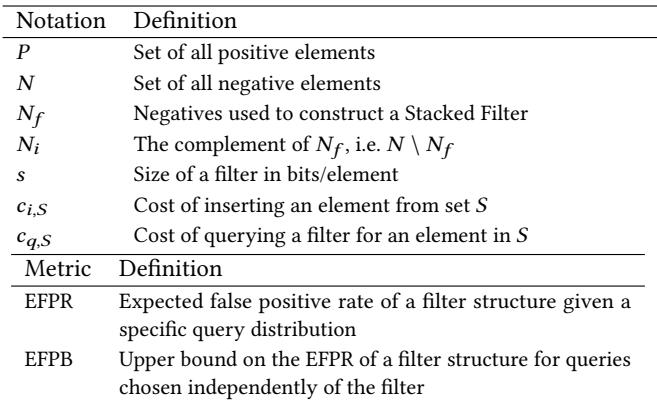 Notation Definition
P Set of all positive elements
N Set of all negative elements
N_f Negatives used to construct a Stacked Filter
N_i The complement of N_f, i.e. N \ N_f
s Size of a filter in bits/element
c_{i,S} Cost of inserting an element from set S
c_{q,S} Cost of querying a filter for an element in S
Metric Definition
EFPR Expected false positive rate of a filter structure given a
specific query distribution
EFPB Upper bound on the EFPR of a filter structure for queries
chosen independently of the filter